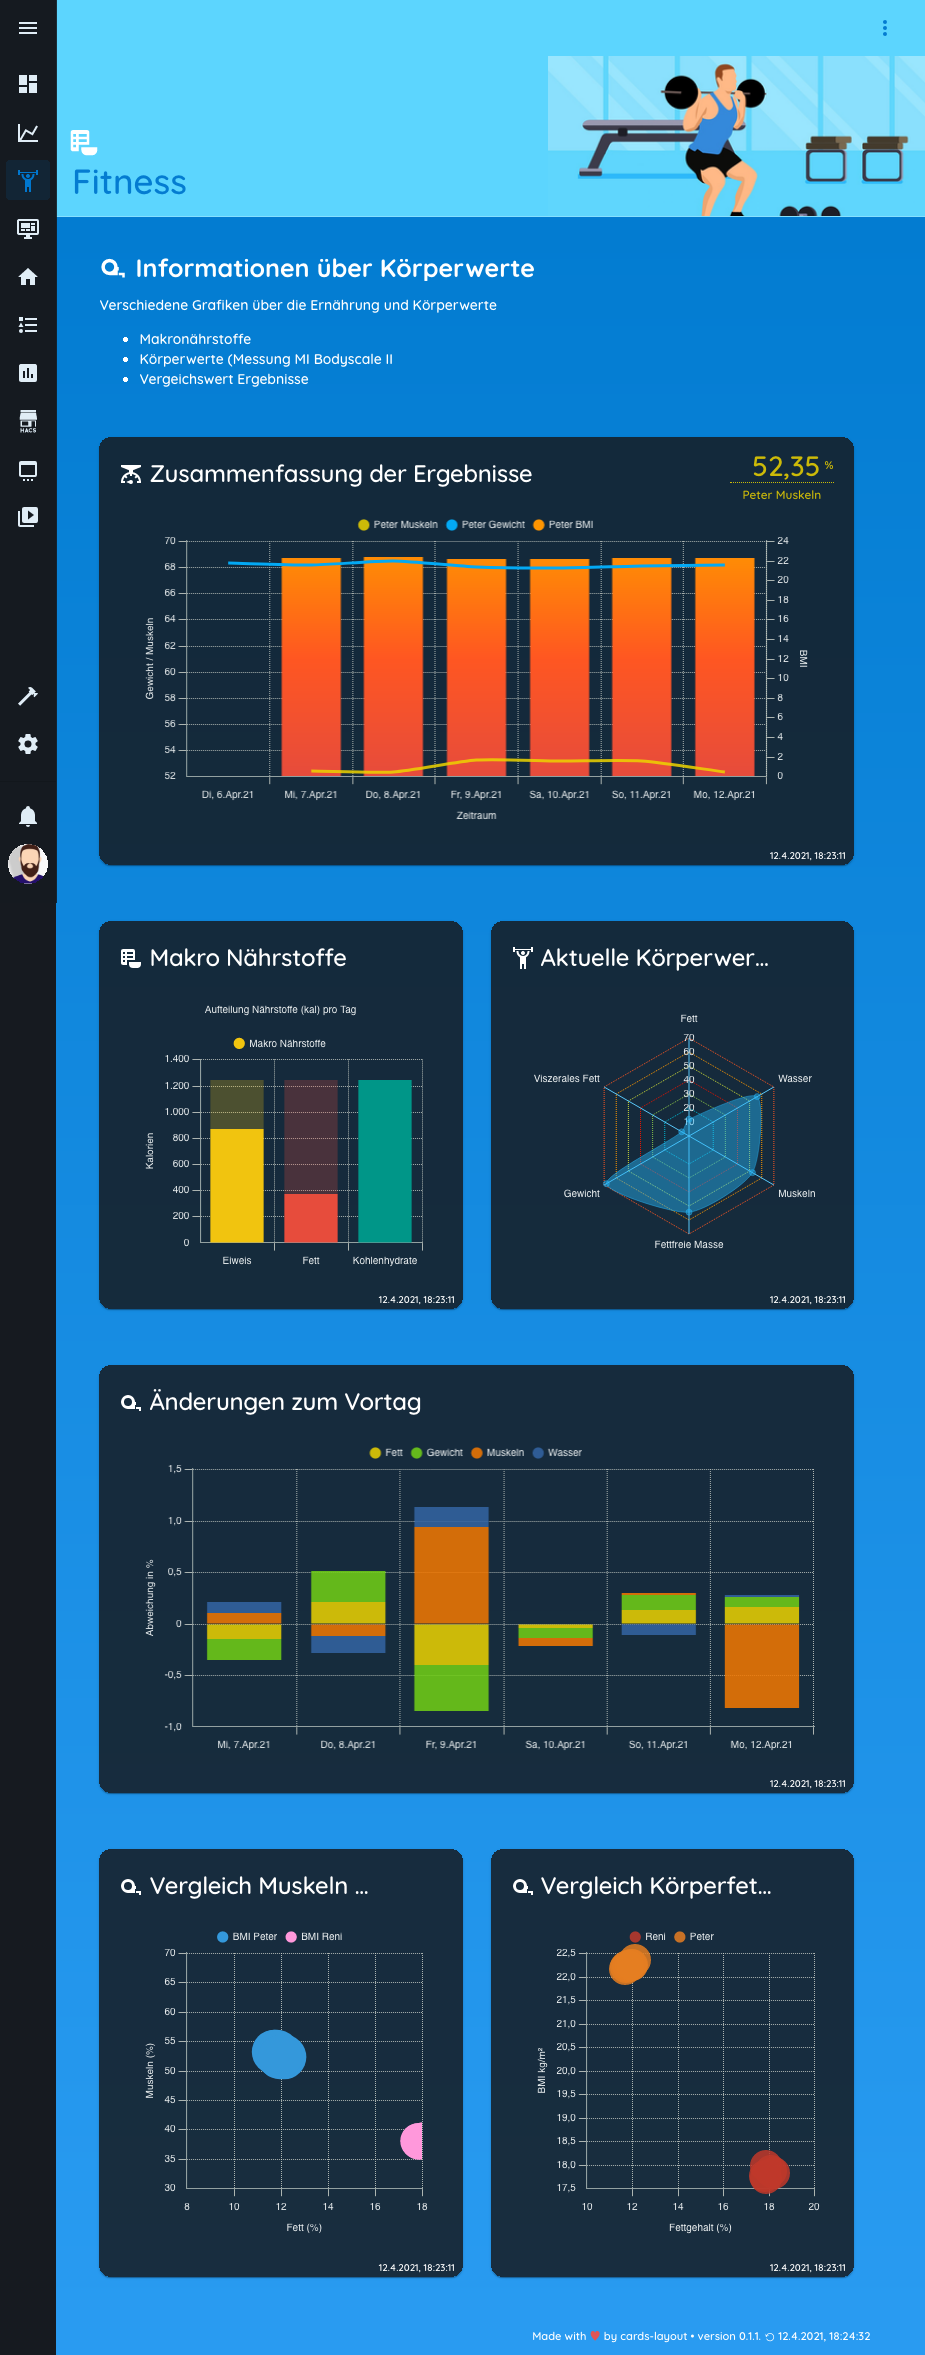 Fitness
Informationen über Körperwerte
Verschiedene Grafiken über die Ernährung und Körperwerte
Makronährstoffe
Körperwerte (Messung MI Bodyscale II
Vergeichswert Ergebnisse
HACS
Zusammenfassung der Ergebnisse
52,35 %
Peter Muskeln
Peter Muskeln Peter Gewicht Peter BMI
70
68
66
64
62
60
58
56
54
52
Gewicht / Muskeln
24
22
20
18
16
14
12
10
8
6
4
2
0
BMI
Di, 6.Apr.21 Mi, 7.Apr.21 Do, 8.Apr.21 Fr, 9.Apr.21 Sa, 10.Apr.21 So, 11.Apr.21 Mo, 12.Apr.21
Zeitraum
12.4.2021, 18:23:11
Makro Nährstoffe
Aufteilung Nährstoffe (kal) pro Tag
Makro Nährstoffe
1.400
1.200
1.000
800
600
400
200
0
Kalorien
Eiweis Fett Kohlenhydrate
12.4.2021, 18:23:11
Aktuelle Körperwer...
Fett
Wasser
Muskeln
Fettfreie Masse
Gewicht
Viszerales Fett
70
60
50
40
30
20
10
12.4.2021, 18:23:11
Änderungen zum Vortag
Fett Gewicht Muskeln Wasser
1,5
1,0
0,5
0
-0,5
-1,0
Abweichung in %
Mi, 7.Apr.21 Do, 8.Apr.21 Fr, 9.Apr.21 Sa, 10.Apr.21 So, 11.Apr.21 Mo, 12.Apr.21
12.4.2021, 18:23:11
Vergleich Muskeln ...
BMI Peter BMI Reni
70
65
60
55
50
45
40
35
30
Muskeln (%)
8 10 12 14 16 18
Fett (%)
12.4.2021, 18:23:11
Vergleich Körperfet...
Reni Peter
22,5
22,0
21,5
21,0
20,5
20,0
19,5
19,0
18,5
18,0
17,5
BMI kg/m²
10 12 14 16 18 20
Fettgehalt (%)
12.4.2021, 18:23:11
Made with ❤ by cards-layout • version 0.1.1. 12.4.2021, 18:24:32